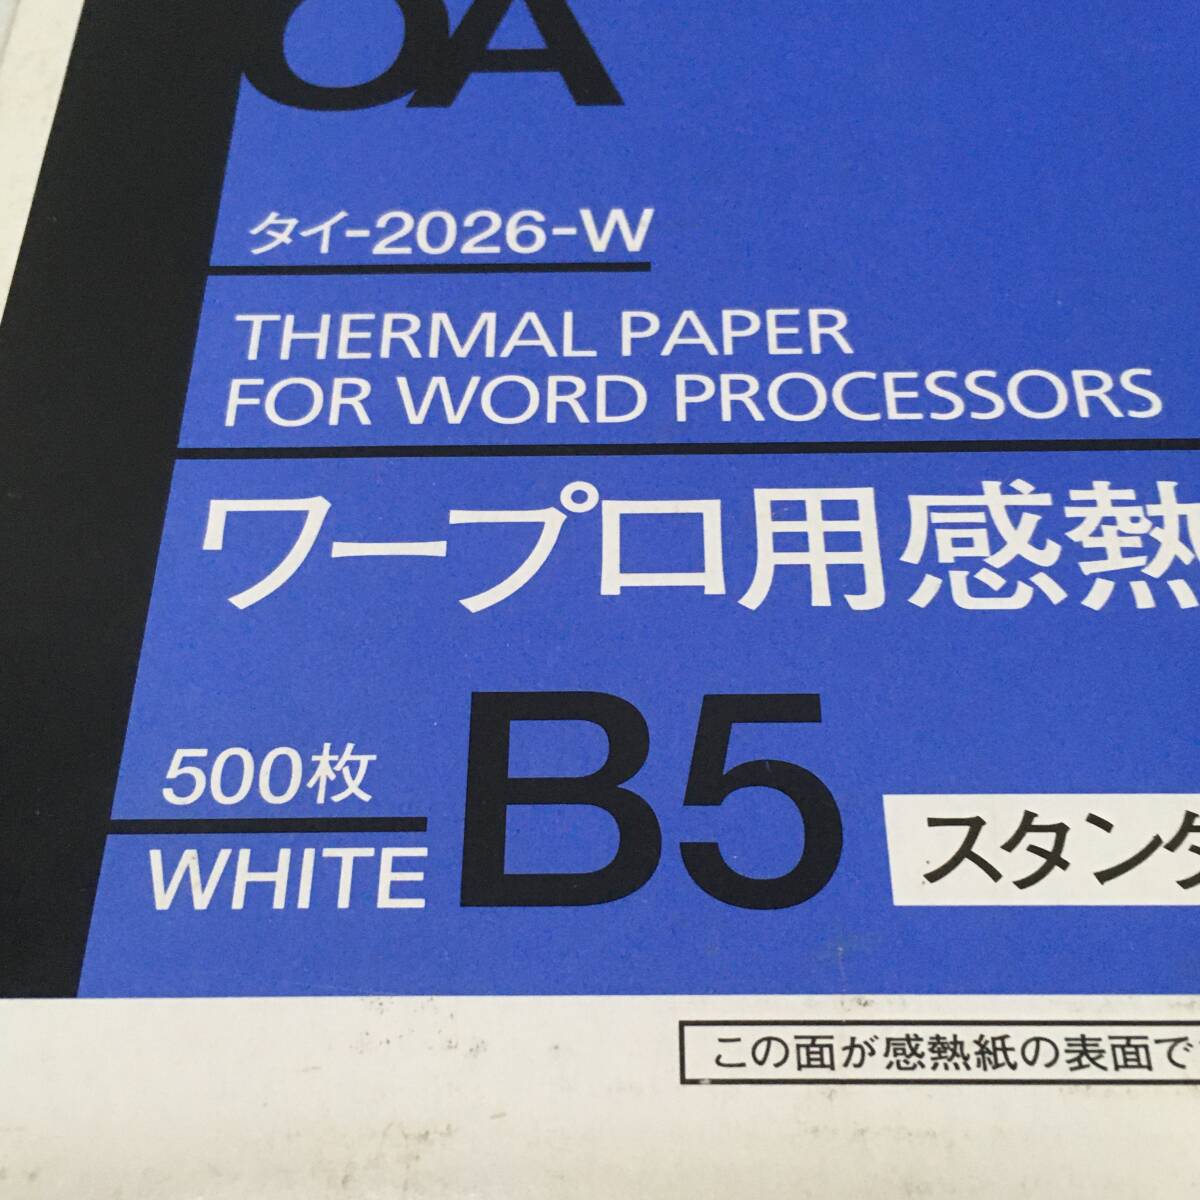 OA
タイ-2026-W
THERMAL PAPER
FOR WORD PROCESSORS
ワープロ用感熱
500枚
WHITE
B5
スタンダ
この面が感熱紙の表面で